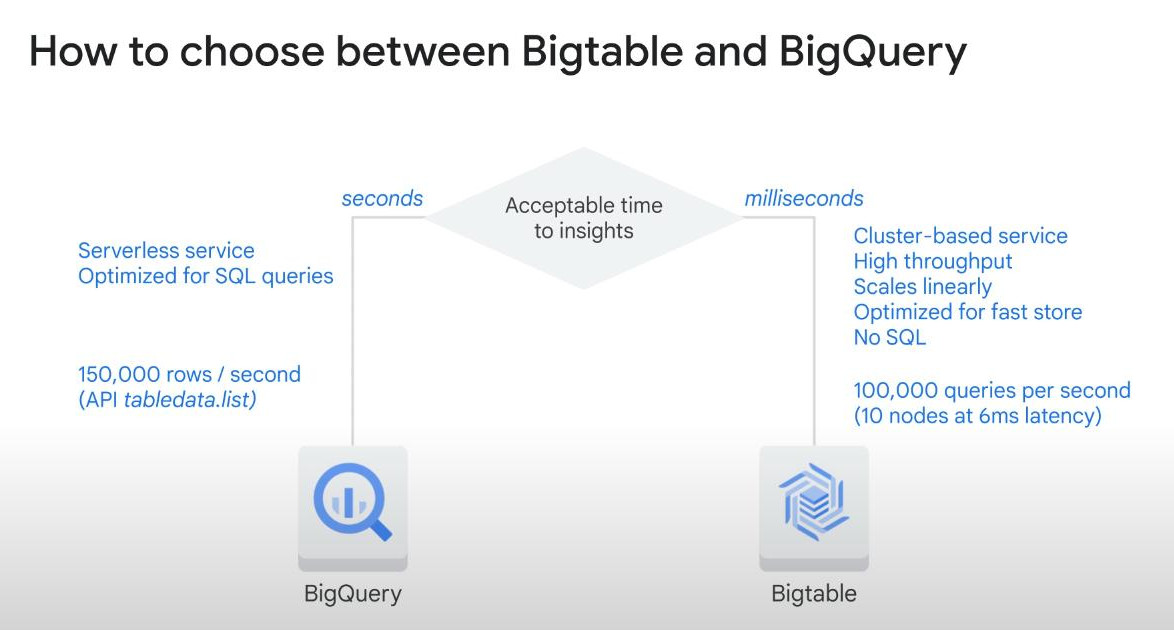 How to choose between Bigtable and BigQuery
seconds
Acceptable time
to insights
milliseconds
Serverless service
Optimized for SQL queries
150,000 rows / second
(API tabledata.list)
Cluster-based service
High throughput
Scales linearly
Optimized for fast store
No SQL
100,000 queries per second
(10 nodes at 6ms latency)
BigQuery
Bigtable